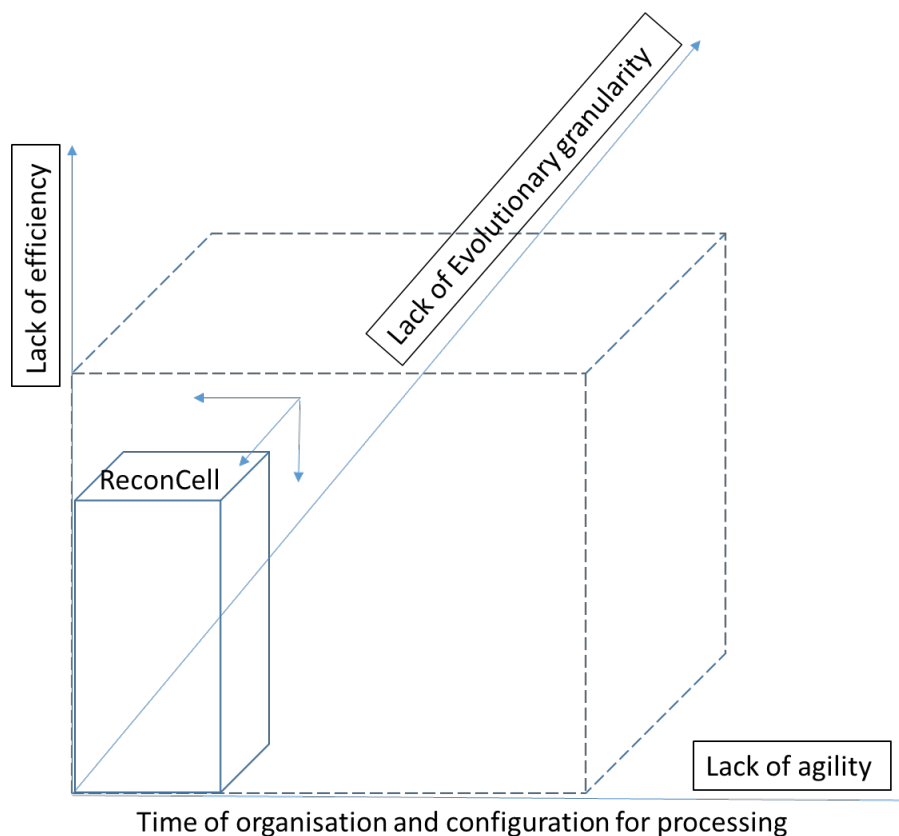 Lack of Evolutionary granularity
Lack of efficiency
ReconCell
Lack of agility
Time of organisation and configuration for processing